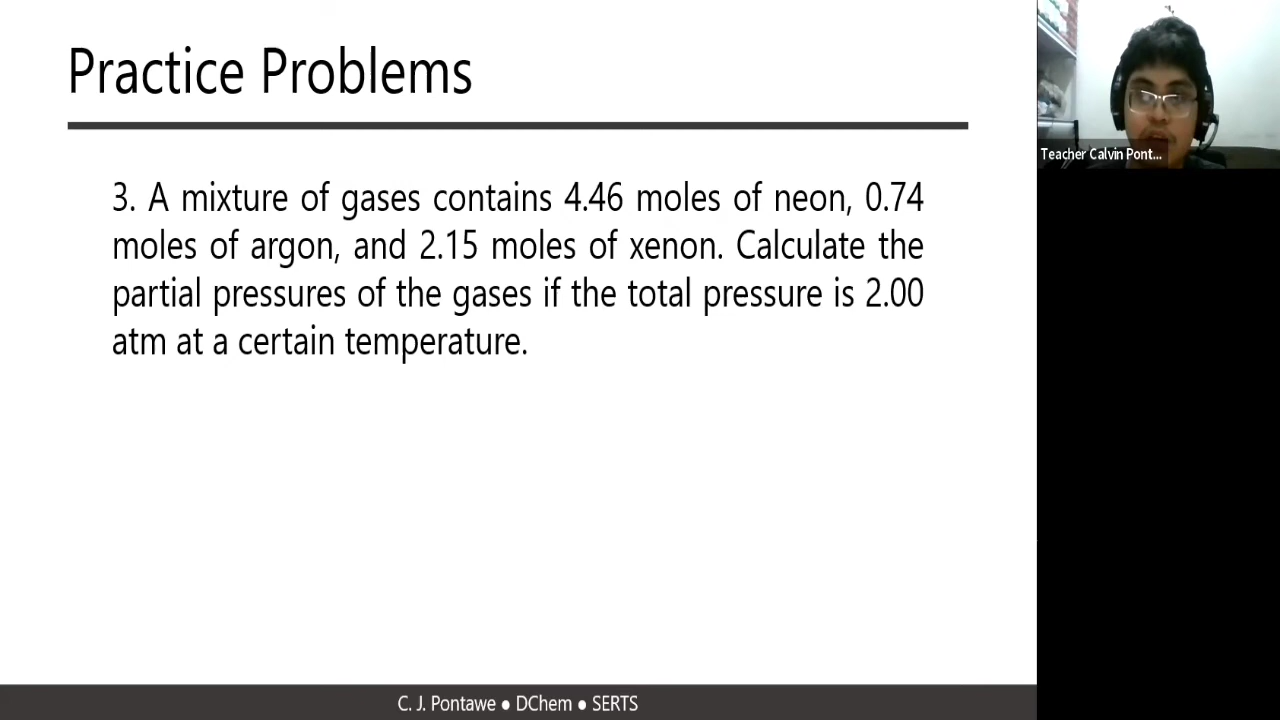 Practice Problems
3. A mixture of gases contains 4.46 moles of neon, 0.74
moles of argon, and 2.15 moles of xenon. Calculate the
partial pressures of the gases if the total pressure is 2.00
atm at a certain temperature.
Teacher Calvin Pont...
C. J. Pontawe ● DChem ● SERTS